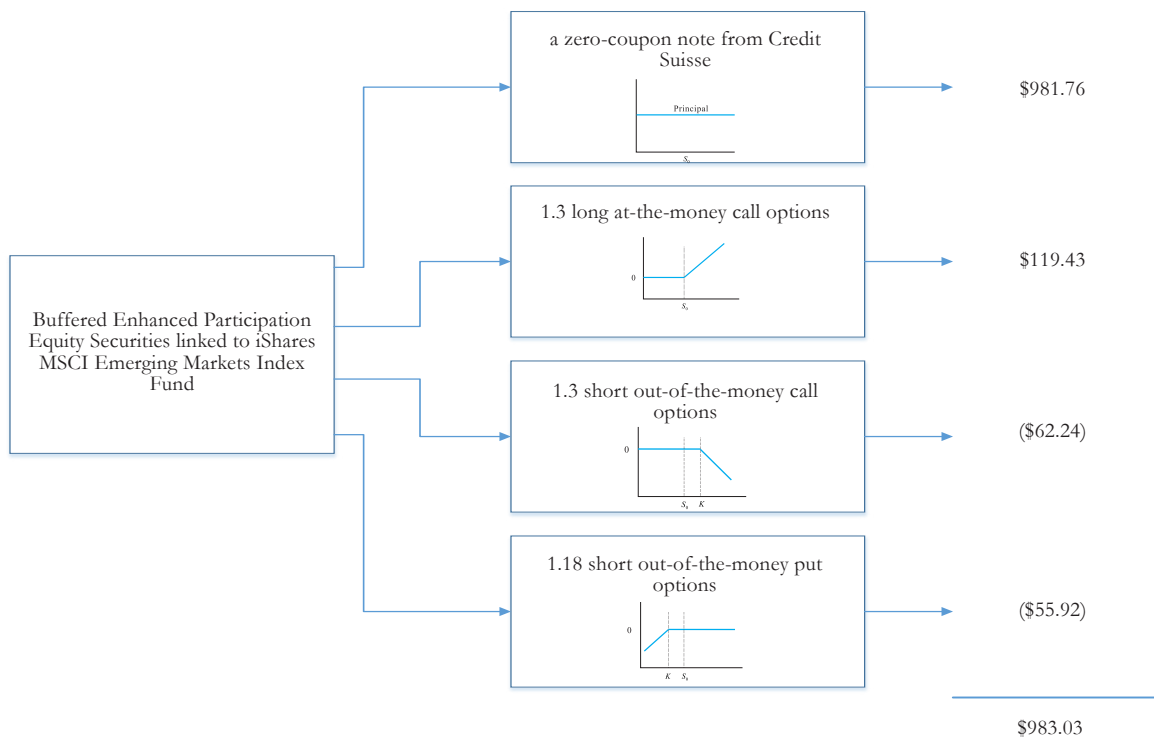 Buffered Enhanced Participation
Equity Securities linked to iShares
MSCI Emerging Markets Index
Fund
a zero-coupon note from Credit
Suisse
Principal
S₀
$981.76
1.3 long at-the-money call options
0
S₀
$119.43
1.3 short out-of-the-money call
options
0
S₀ K
($62.24)
1.18 short out-of-the-money put
options
0
K S₀
($55.92)
$983.03